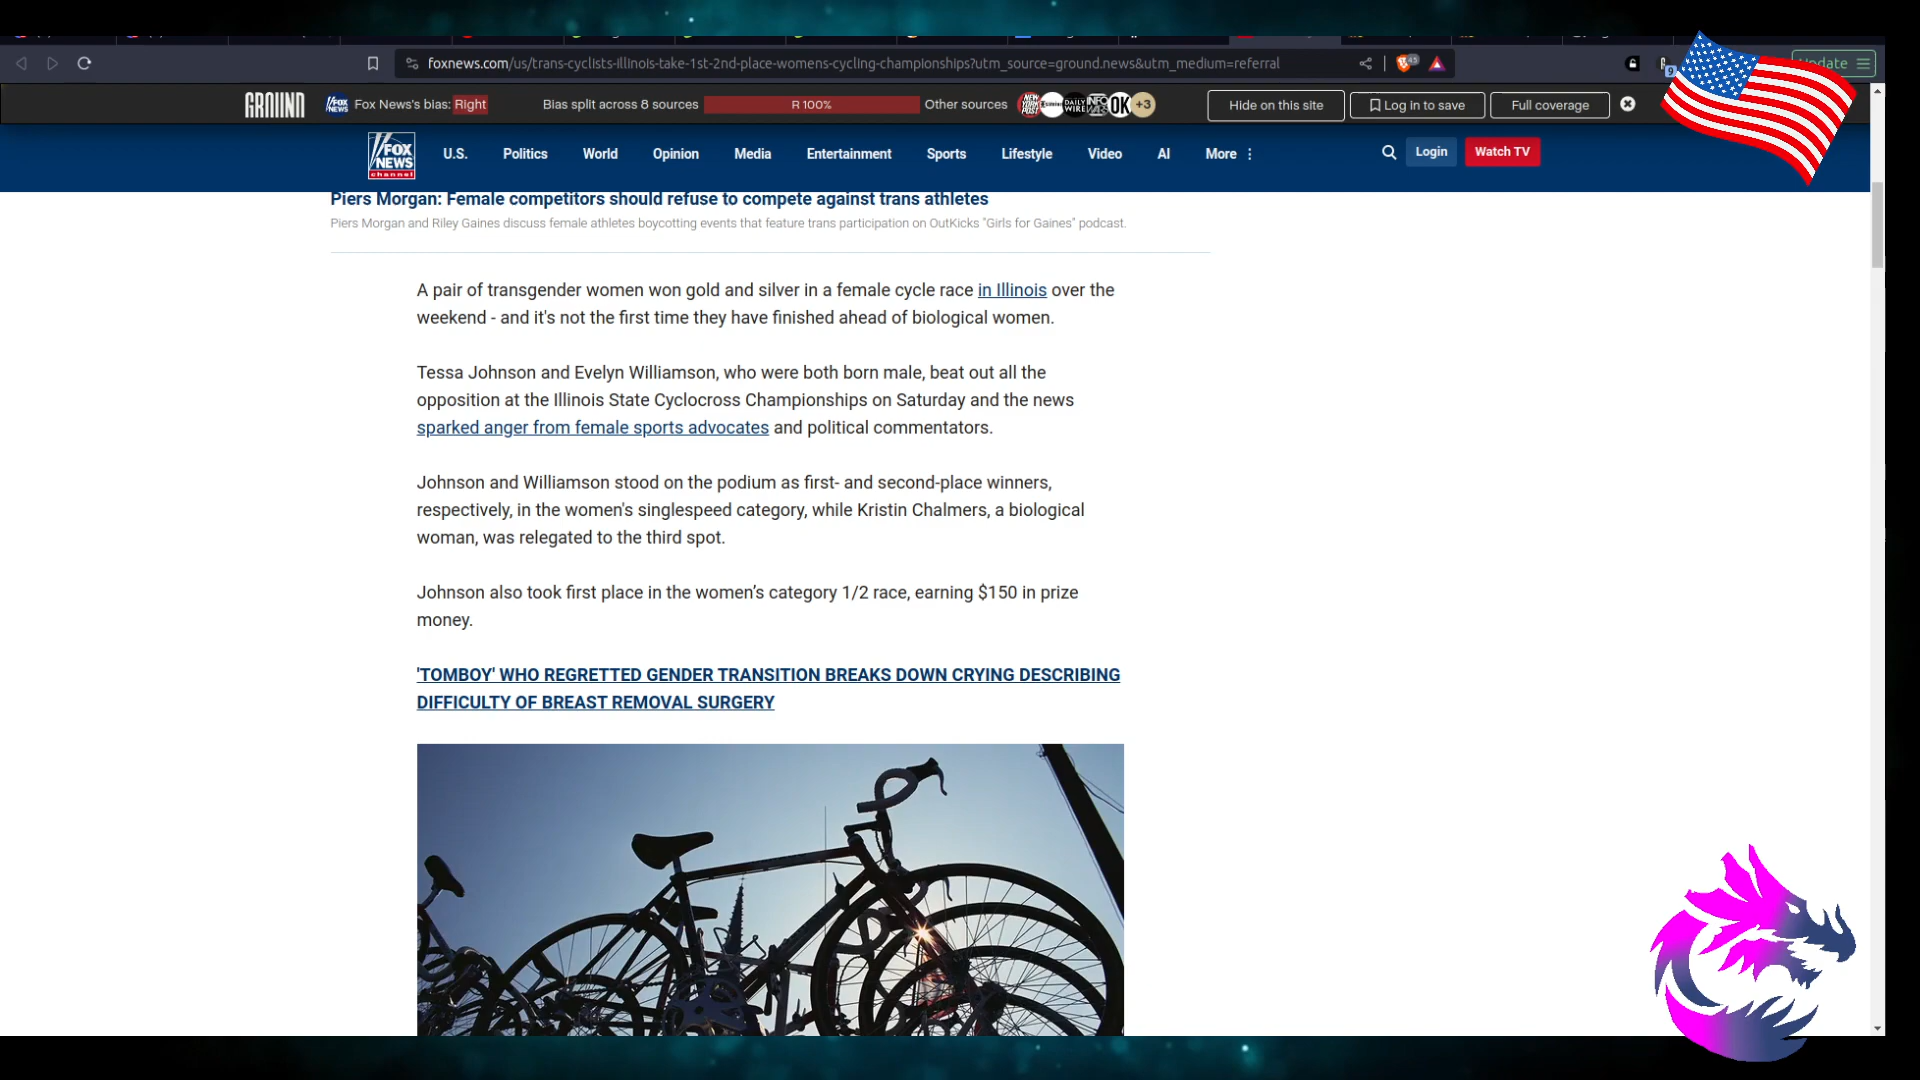 foxnews.com/us/trans-cyclists-illinois-take-1st-2nd-place-womens-cycling-championships?utm_source=ground.news&utm_medium=referral
Update
9
GROUND
Fox News's bias: Right
Bias split across 8 sources
R 100%
Other sources
NEW YORK POST
DAILY WIRE
INFO WARS
OK
+3
Hide on this site
Log in to save
Full coverage
FOX NEWS channel
U.S.
Politics
World
Opinion
Media
Entertainment
Sports
Lifestyle
Video
AI
More
Login
Watch TV
Piers Morgan: Female competitors should refuse to compete against trans athletes
Piers Morgan and Riley Gaines discuss female athletes boycotting events that feature trans participation on OutKicks "Girls for Gaines" podcast.
A pair of transgender women won gold and silver in a female cycle race in Illinois over the
weekend - and it's not the first time they have finished ahead of biological women.
Tessa Johnson and Evelyn Williamson, who were both born male, beat out all the
opposition at the Illinois State Cyclocross Championships on Saturday and the news
sparked anger from female sports advocates and political commentators.
Johnson and Williamson stood on the podium as first- and second-place winners,
respectively, in the women's singlespeed category, while Kristin Chalmers, a biological
woman, was relegated to the third spot.
Johnson also took first place in the women’s category 1/2 race, earning $150 in prize
money.
'TOMBOY' WHO REGRETTED GENDER TRANSITION BREAKS DOWN CRYING DESCRIBING
DIFFICULTY OF BREAST REMOVAL SURGERY